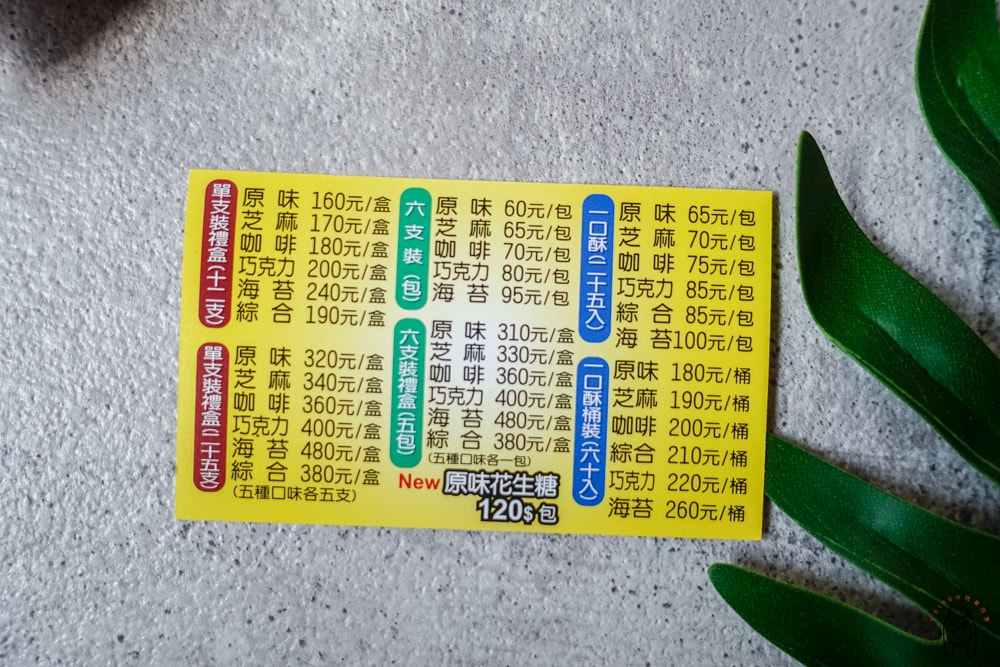 單支裝禮盒(十二支)
原味 160元/盒
芝麻 170元/盒
咖啡 180元/盒
巧克力 200元/盒
海苔 240元/盒
綜合 190元/盒
單支裝禮盒(二十五支)
原味 320元/盒
芝麻 340元/盒
咖啡 360元/盒
巧克力 400元/盒
海苔 480元/盒
綜合 380元/盒
(五種口味各五支)
六支裝(包)
原味 60元/包
芝麻 65元/包
咖啡 70元/包
巧克力 80元/包
海苔 95元/包
六支裝禮盒(五包)
原味 310元/盒
芝麻 330元/盒
咖啡 360元/盒
巧克力 400元/盒
海苔 480元/盒
綜合 380元/盒
(五種口味各一包)
New 原味花生糖
120$包
一口酥(二十五入)
原味 65元/包
芝麻 70元/包
咖啡 75元/包
巧克力 85元/包
綜合 85元/包
海苔100元/包
一口酥桶裝(六十入)
原味 180元/桶
芝麻 190元/桶
咖啡 200元/桶
綜合 210元/桶
巧克力 220元/桶
海苔 260元/桶